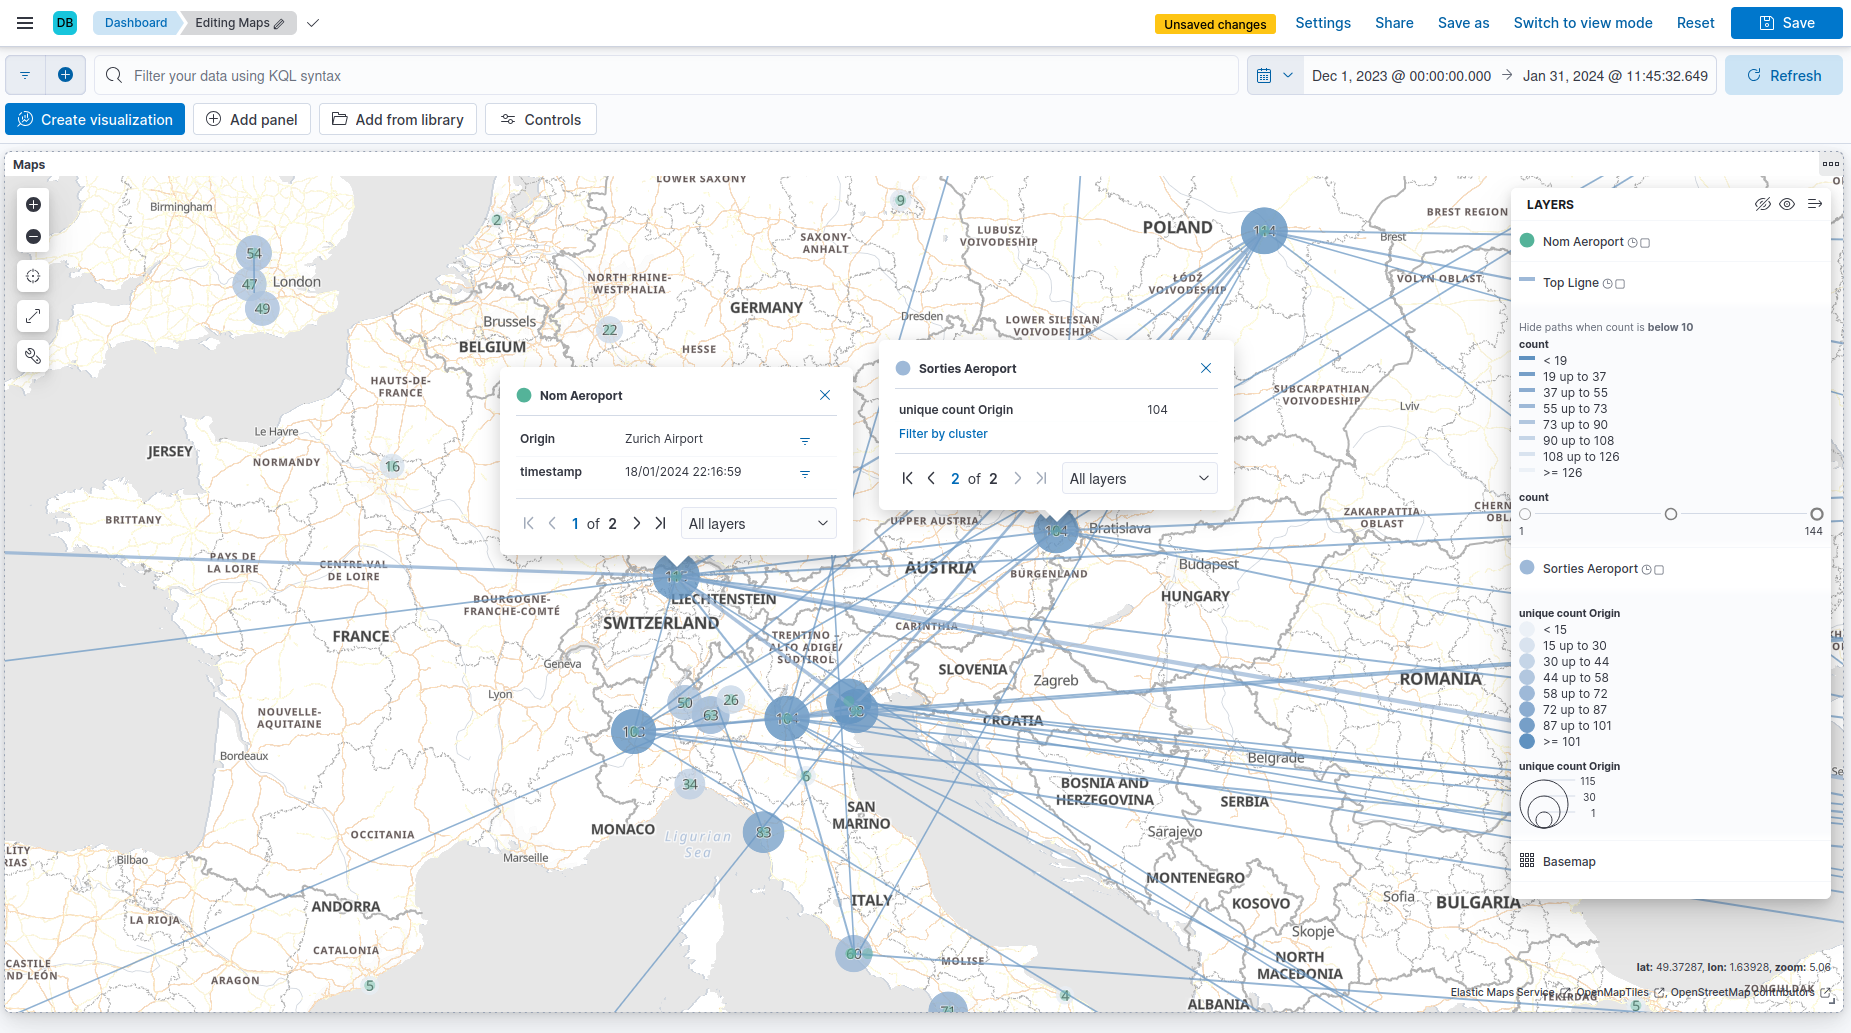 DB Dashboard Editing Maps Unsaved changes Settings Share Save as Switch to view mode Reset Save
Filter your data using KQL syntax Dec 1, 2023 @ 00:00:00.000 → Jan 31, 2024 @ 11:45:32.649 Refresh
Create visualization Add panel Add from library Controls
Maps
LOWER SAXONY
Birmingham
54
47
London
49
2
9
SAXONY-
ANHALT
LUBUSZ
VOIVODESHIP
POLAND
114
BREST REGION
Brest
NORTH RHINE-
WESTPHALIA
ŁÓDŹ
VOIVODESHIP
VOLYN OBLAST
GERMANY
Brussels
22
Dresden
LOWER SILESIAN
VOIVODESHIP
BELGIUM
HESSE
HAUTS-DE-
FRANCE
SUBCARPATHIAN
VOIVODESHIP
Lviv
Le Havre
JERSEY
NORMANDY
16
Nom Aeroport
Origin Zurich Airport
timestamp 18/01/2024 22:16:59
1 of 2 All layers
Sorties Aeroport
unique count Origin 104
Filter by cluster
2 of 2 All layers
BRITTANY
UPPER AUSTRIA
104
Bratislava
ZAKARPATTIA
OBLAST
CHERN
OBL
PAYS DE
LA LOIRE
CENTRE-VAL
DE LOIRE
AUSTRIA
BURGENLAND
Budapest
115
LIECHTENSTEIN
BOURGOGNE-
FRANCHE-COMTÉ
HUNGARY
SWITZERLAND
FRANCE
TRENTINO -
ALTO ADIGE/
SÜDTIROL
CARINTHIA
Geneva
SLOVENIA
Zagreb
ROMANIA
Lyon
50
26
63
NOUVELLE-
AQUITAINE
103
98
CROATIA
Bordeaux
Belgrade
34
6
BOSNIA AND
HERZEGOVINA
SERBIA
SAN
MARINO
MONACO
Ligurian
Sea
83
OCCITANIA
Sarajevo
Bilbao
Marseille
MONTENEGRO
ITALY
KOSOVO
Sofia
BULGARIA
ANDORRA
LA RIOJA
Skopje
CATALONIA
60
MOLISE
CASTILE
ND LEÓN
ARAGON
5
NORTH
MACEDONIA
4
71
ALBANIA
TEKIRDAĞ
ZONGULDAK
5
LAYERS
Nom Aeroport
Top Ligne
Hide paths when count is below 10
count
< 19
19 up to 37
37 up to 55
55 up to 73
73 up to 90
90 up to 108
108 up to 126
>= 126
count
1 144
Sorties Aeroport
unique count Origin
< 15
15 up to 30
30 up to 44
44 up to 58
58 up to 72
72 up to 87
87 up to 101
>= 101
unique count Origin
115
30
1
Basemap
lat: 49.37287, lon: 1.63928, zoom: 5.06
Elastic Maps Service, OpenMapTiles, OpenStreetMap contributors